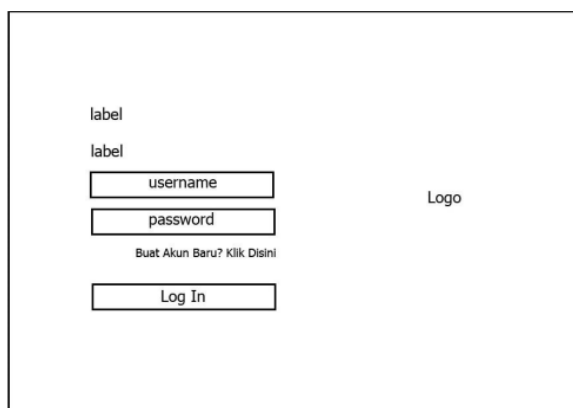 label
label
username
password
Logo
Buat Akun Baru? Klik Disini
Log In